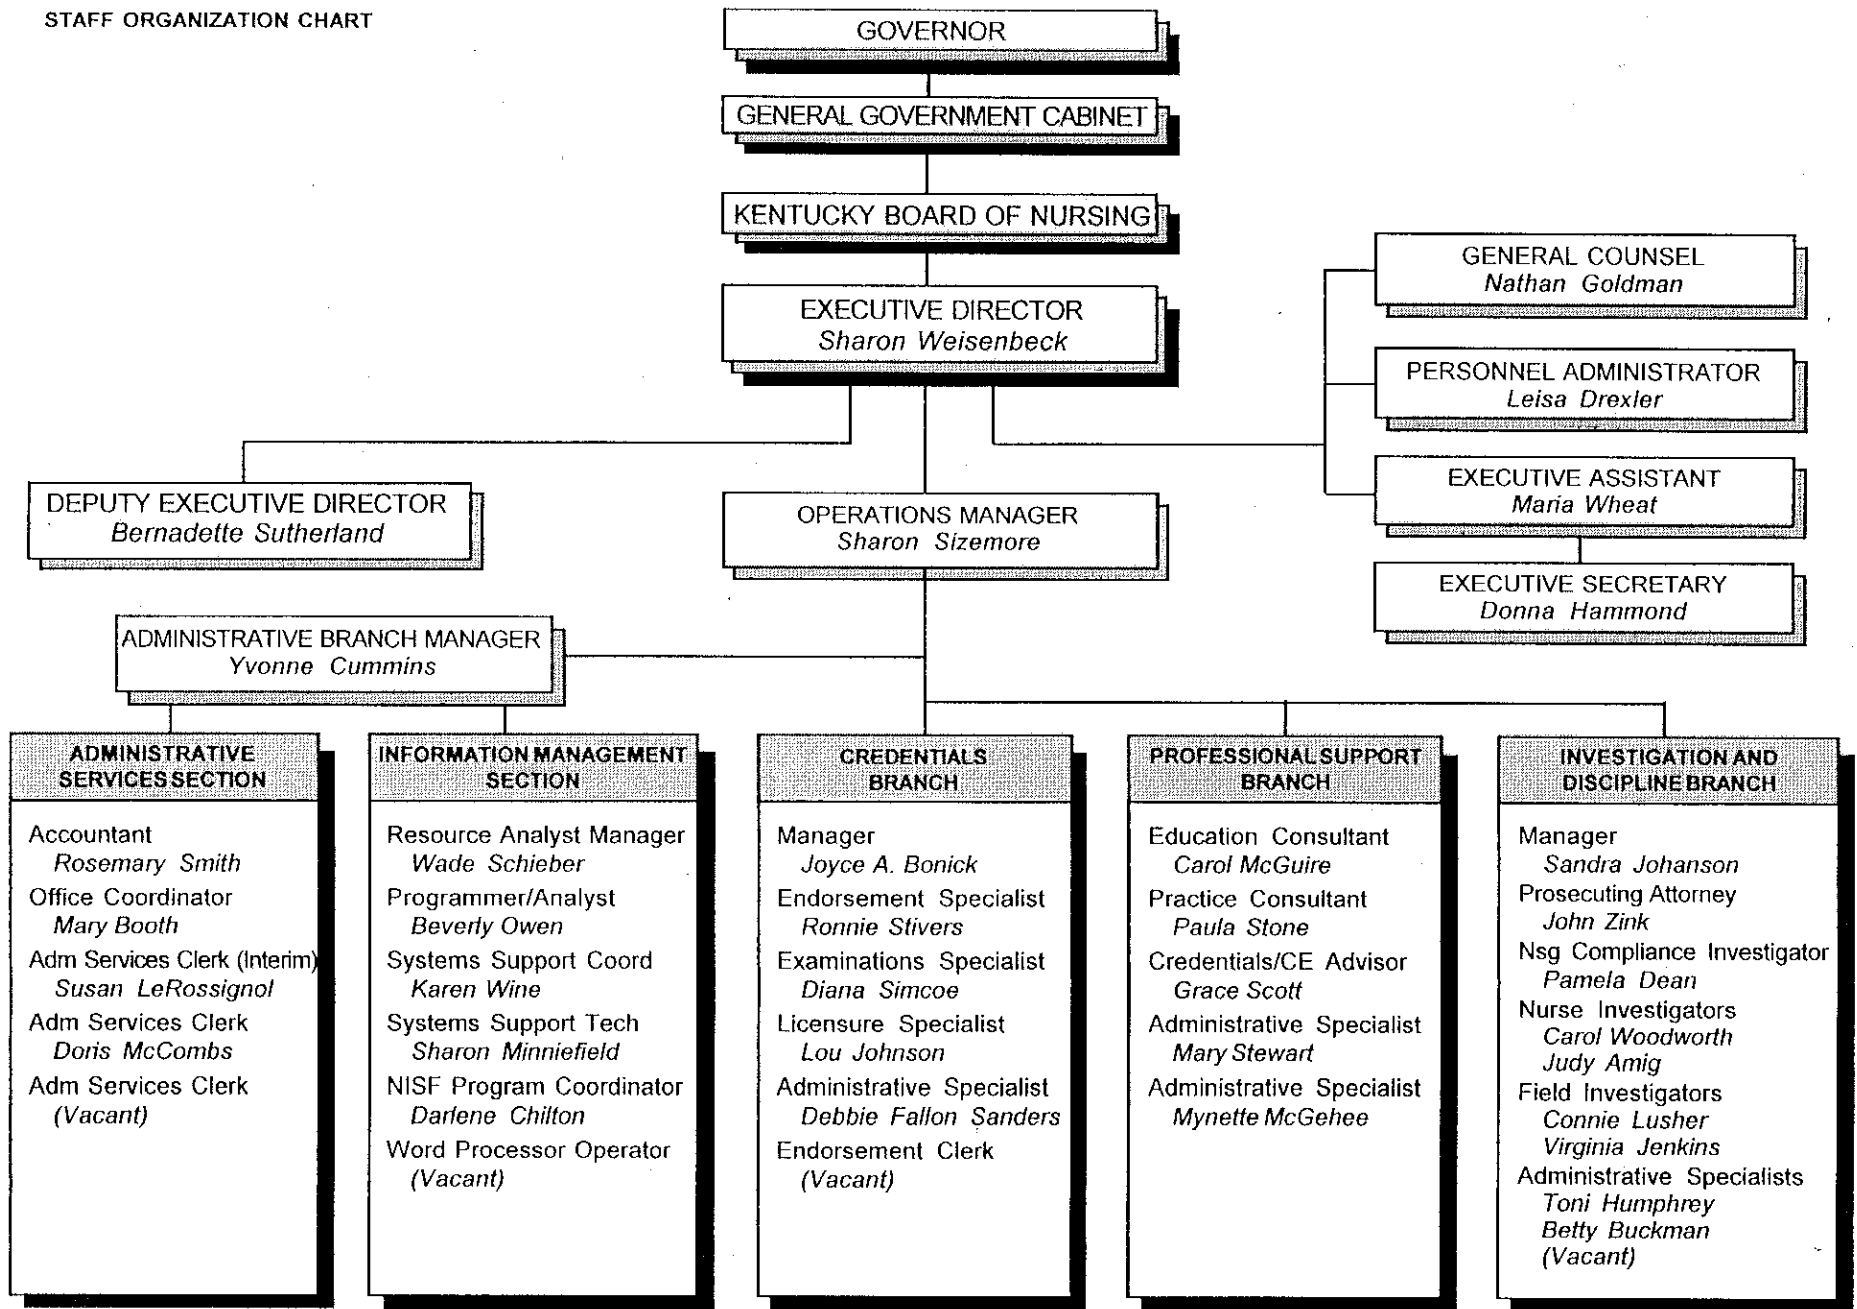 STAFF ORGANIZATION CHART
GOVERNOR
GENERAL GOVERNMENT CABINET
KENTUCKY BOARD OF NURSING
EXECUTIVE DIRECTOR
Sharon Weisenbeck
GENERAL COUNSEL
Nathan Goldman
PERSONNEL ADMINISTRATOR
Leisa Drexler
EXECUTIVE ASSISTANT
Maria Wheat
EXECUTIVE SECRETARY
Donna Hammond
DEPUTY EXECUTIVE DIRECTOR
Bernadette Sutherland
OPERATIONS MANAGER
Sharon Sizemore
ADMINISTRATIVE BRANCH MANAGER
Yvonne Cummins
ADMINISTRATIVE
SERVICES SECTION
Accountant
Rosemary Smith
Office Coordinator
Mary Booth
Adm Services Clerk (Interim)
Susan LeRossignol
Adm Services Clerk
Doris McCombs
Adm Services Clerk
(Vacant)
INFORMATION MANAGEMENT
SECTION
Resource Analyst Manager
Wade Schieber
Programmer/Analyst
Beverly Owen
Systems Support Coord
Karen Wine
Systems Support Tech
Sharon Minniefield
NISF Program Coordinator
Darlene Chilton
Word Processor Operator
(Vacant)
CREDENTIALS
BRANCH
Manager
Joyce A. Bonick
Endorsement Specialist
Ronnie Stivers
Examinations Specialist
Diana Simcoe
Licensure Specialist
Lou Johnson
Administrative Specialist
Debbie Fallon Sanders
Endorsement Clerk
(Vacant)
PROFESSIONAL SUPPORT
BRANCH
Education Consultant
Carol McGuire
Practice Consultant
Paula Stone
Credentials/CE Advisor
Grace Scott
Administrative Specialist
Mary Stewart
Administrative Specialist
Mynette McGehee
INVESTIGATION AND
DISCIPLINE BRANCH
Manager
Sandra Johanson
Prosecuting Attorney
John Zink
Nsg Compliance Investigator
Pamela Dean
Nurse Investigators
Carol Woodworth
Judy Amig
Field Investigators
Connie Lusher
Virginia Jenkins
Administrative Specialists
Toni Humphrey
Betty Buckman
(Vacant)